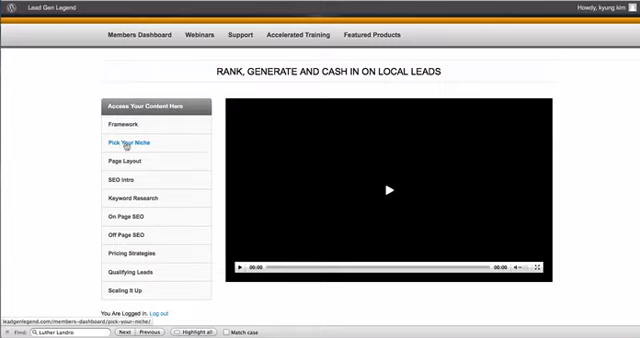 Lead Gen Legend
Howdy, kyung kim
Members Dashboard Webinars Support Accelerated Training Featured Products
RANK, GENERATE AND CASH IN ON LOCAL LEADS
Access Your Content Here
Framework
Pick Your Niche
Page Layout
SEO Intro
Keyword Research
On Page SEO
Off Page SEO
Pricing Strategies
Qualifying Leads
Scaling It Up
00:00 00:00
You Are Logged in. Log out
leadgenlegend.com/members-dashboard/pick-your-niche/
Find: Luther Landro Next Previous Highlight all Match case